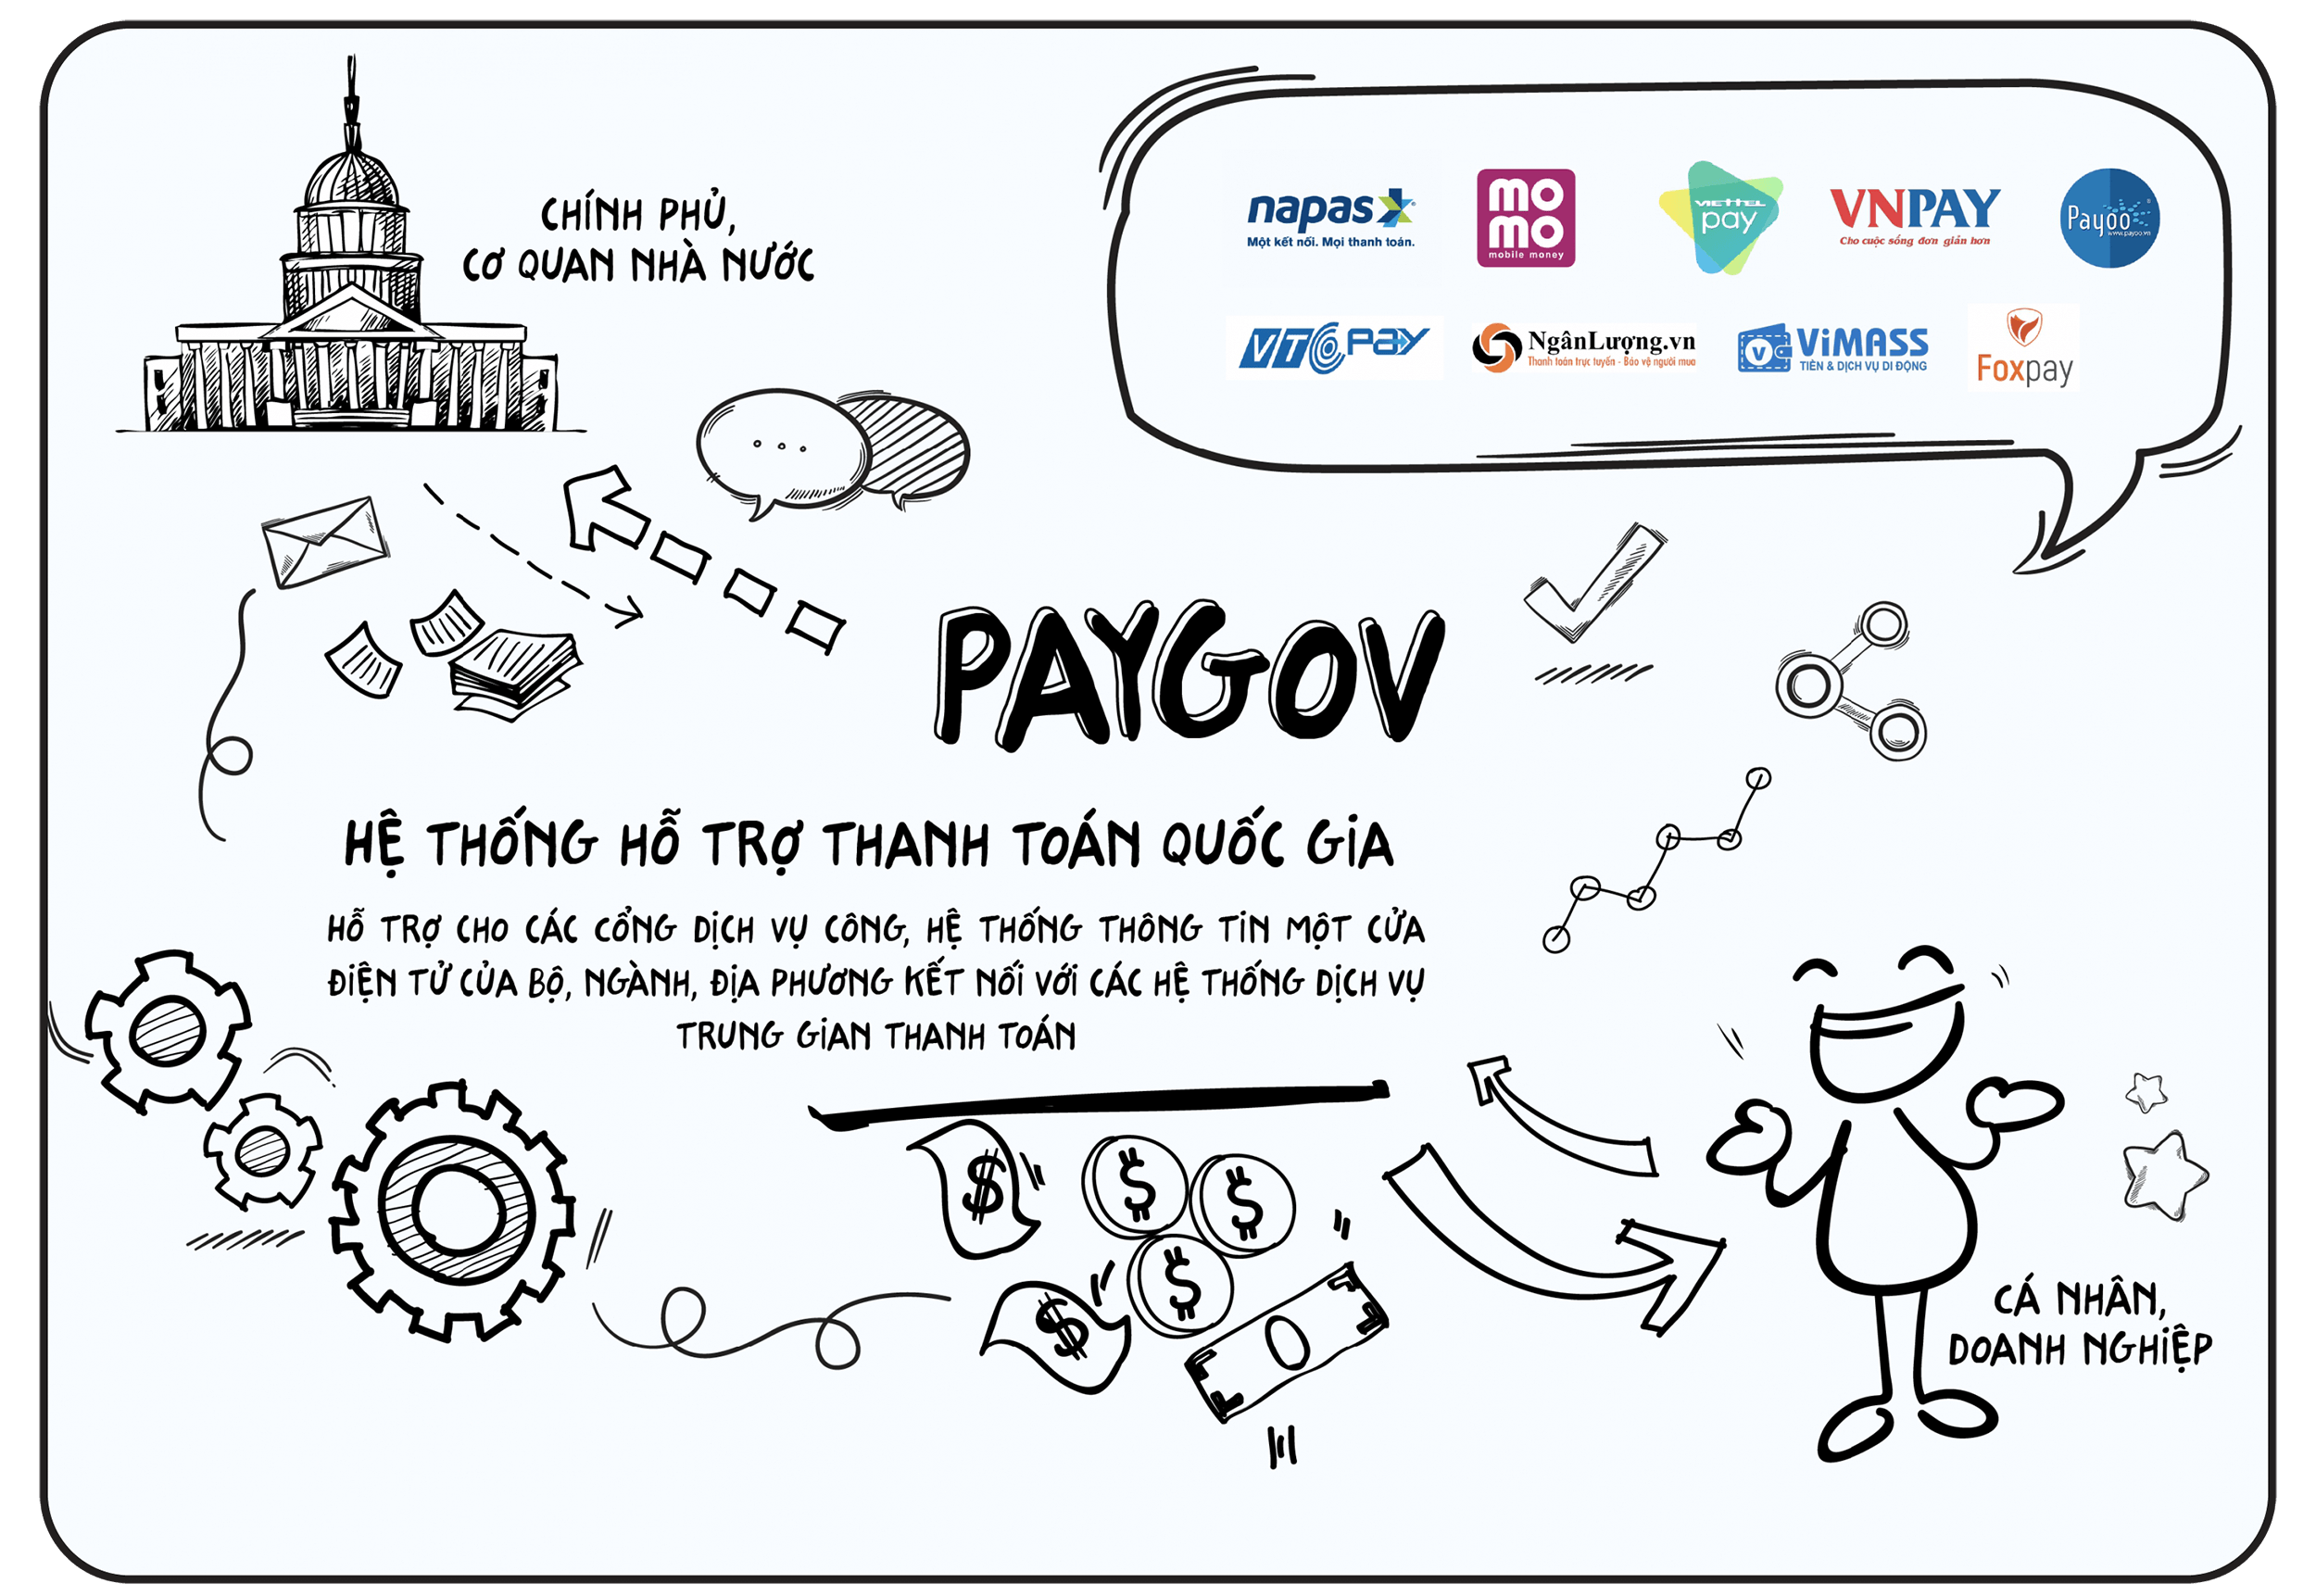 CHÍNH PHỦ,
CƠ QUAN NHÀ NƯỚC
napas
Một kết nối. Mọi thanh toán.
mo
mo
mobile money
VIETTEL
pay
VNPAY
Cho cuộc sống đơn giản hơn
Payoo
www.payoo.vn
VTC Pay
NgânLượng.vn
Thanh toán trực tuyến - Bảo vệ người mua
V
ViMASS
TIỀN & DỊCH VỤ DI ĐỘNG
Foxpay
PAYGOV
HỆ THỐNG HỖ TRỢ THANH TOÁN QUỐC GIA
HỖ TRỢ CHO CÁC CỔNG DỊCH VỤ CÔNG, HỆ THỐNG THÔNG TIN MỘT CỬA
ĐIỆN TỬ CỦA BỘ, NGÀNH, ĐỊA PHƯƠNG KẾT NỐI VỚI CÁC HỆ THỐNG DỊCH VỤ
TRUNG GIAN THANH TOÁN
CÁ NHÂN,
DOANH NGHIỆP